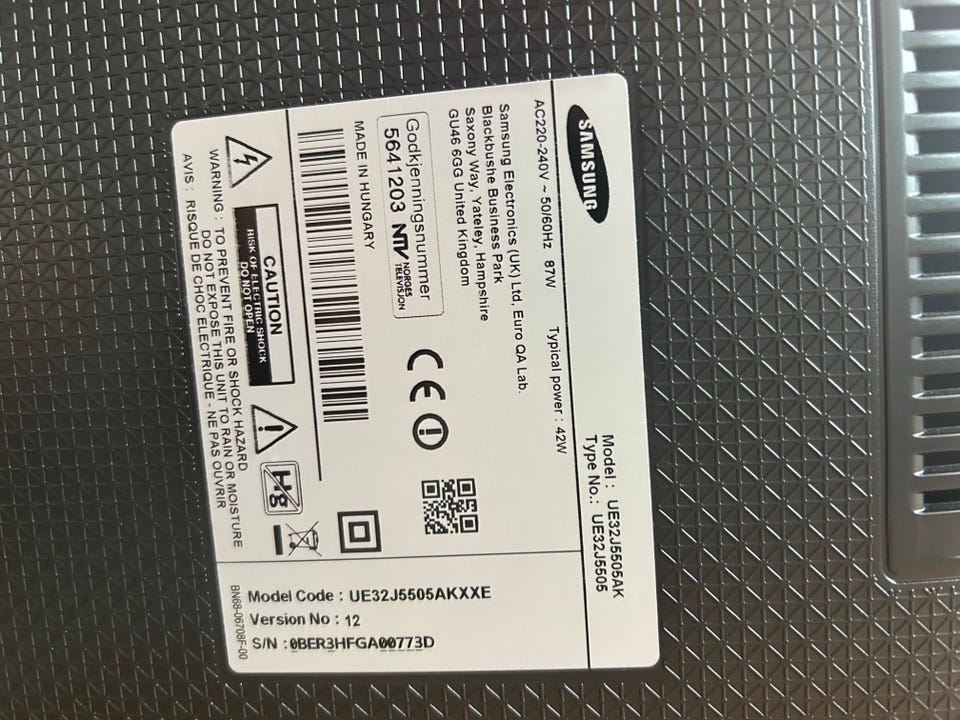 SAMSUNG
Model : UE32J5505AK
Type No.: UE32J5505
AC220-240V ~ 50/60Hz 87W Typical power : 42W
Samsung Electronics (UK) Ltd, Euro QA Lab.
Blackbushe Business Park
Saxony Way, Yateley, Hampshire
GU46 6GG United Kingdom
Godkjenningsnummer
5641203 NTV NORGES
TELEVISJON
CE
MADE IN HUNGARY
CAUTION
RISK OF ELECTRIC SHOCK
DO NOT OPEN
Hg
WARNING : TO PREVENT FIRE OR SHOCK HAZARD
DO NOT EXPOSE THIS UNIT TO RAIN OR MOISTURE
AVIS : RISQUE DE CHOC ELECTRIQUE - NE PAS OUVRIR
Model Code : UE32J5505AKXXE
Version No : 12
S/N : 0BER3HFGA00773D
BN68-06708F-00